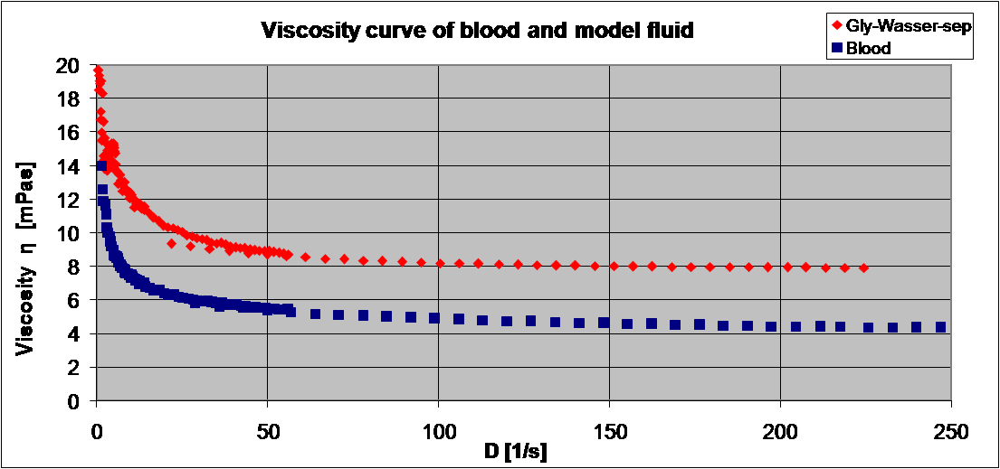 Viscosity curve of blood and model fluid
Gly-Wasser-sep
Blood
Viscosity η [mPas]
20
18
16
14
12
10
8
6
4
2
0
0 50 100 150 200 250
D [1/s]